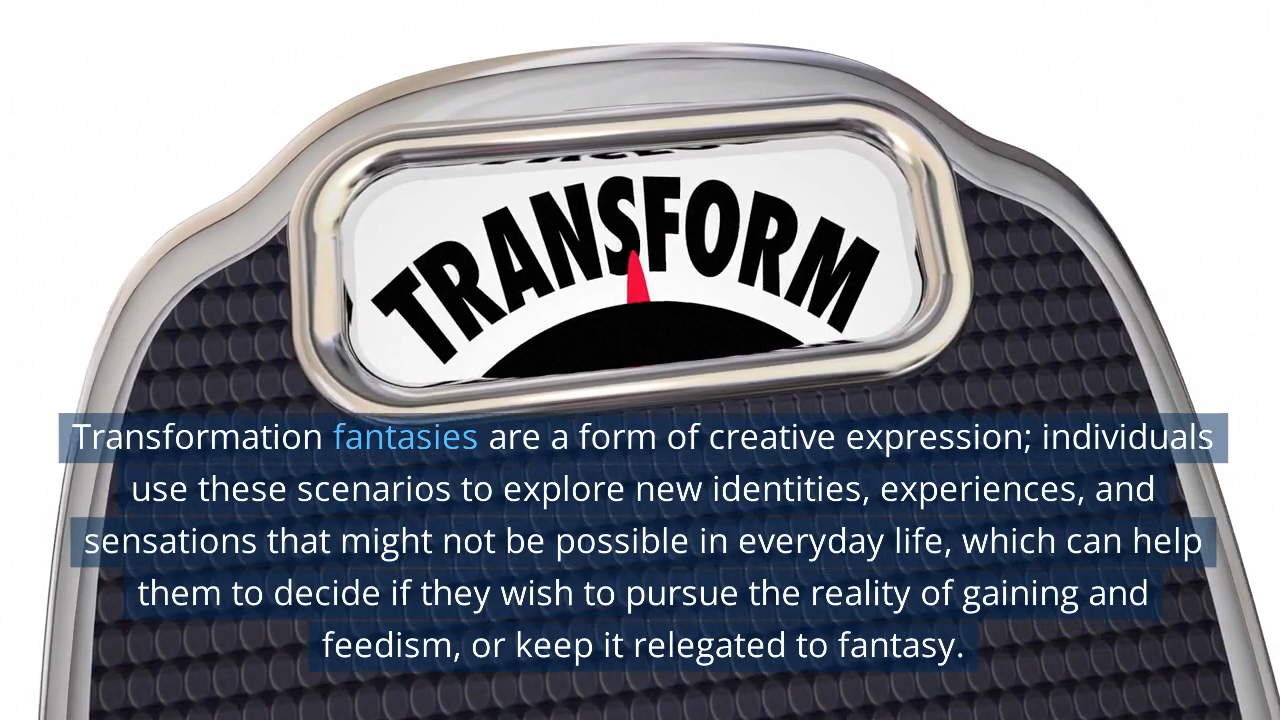 TRANSFORM
Transformation fantasies are a form of creative expression; individuals
use these scenarios to explore new identities, experiences, and
sensations that might not be possible in everyday life, which can help
them to decide if they wish to pursue the reality of gaining and
feedism, or keep it relegated to fantasy.